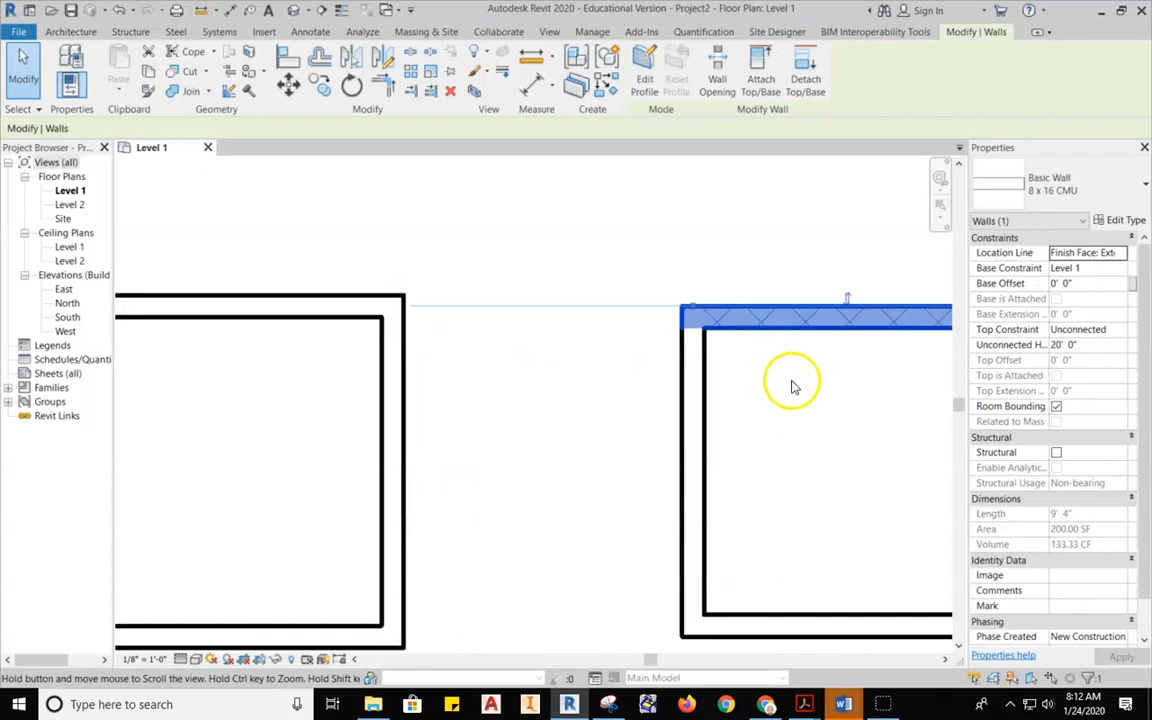 Autodesk Revit 2020 - Educational Version - Project2 - Floor Plan: Level 1
Sign In
File Architecture Structure Steel Systems Insert Annotate Analyze Massing & Site Collaborate View Manage Add-Ins Quantification Site Designer BIM Interoperability Tools Modify | Walls
Modify
Properties
Paste
Cope
Cut
Join
Edit Profile
Reset Profile
Wall Opening
Attach Top/Base
Detach Top/Base
Select Properties Clipboard Geometry Modify View Measure Create Mode Modify Wall
Modify | Walls
Project Browser - Pr...
Level 1
Properties
Views (all)
Floor Plans
Level 1
Level 2
Site
Ceiling Plans
Level 1
Level 2
Elevations (Build
East
North
South
West
Legends
Schedules/Quanti
Sheets (all)
Families
Groups
Revit Links
Basic Wall
8 x 16 CMU
Walls (1)
Edit Type
Constraints
Location Line Finish Face: Ext
Base Constraint Level 1
Base Offset 0' 0"
Base is Attached
Base Extension ...
Top Constraint Unconnected
Unconnected H... 20' 0"
Top Offset 0' 0"
Top is Attached
Top Extension ... 0' 0"
Room Bounding
Related to Mass
Structural
Structural
Enable Analytic...
Structural Usage Non-bearing
Dimensions
Length 9' 4"
Area 200.00 SF
Volume 133.33 CF
Identity Data
Image
Comments
Mark
Phasing
Phase Created New Construction
Properties help
Apply
1/8" = 1'-0"
Hold button and move mouse to Scroll the view. Hold Ctrl key to Zoom. Hold Shift k
:0
Main Model
:1
Type here to search
8:12 AM
1/24/2020